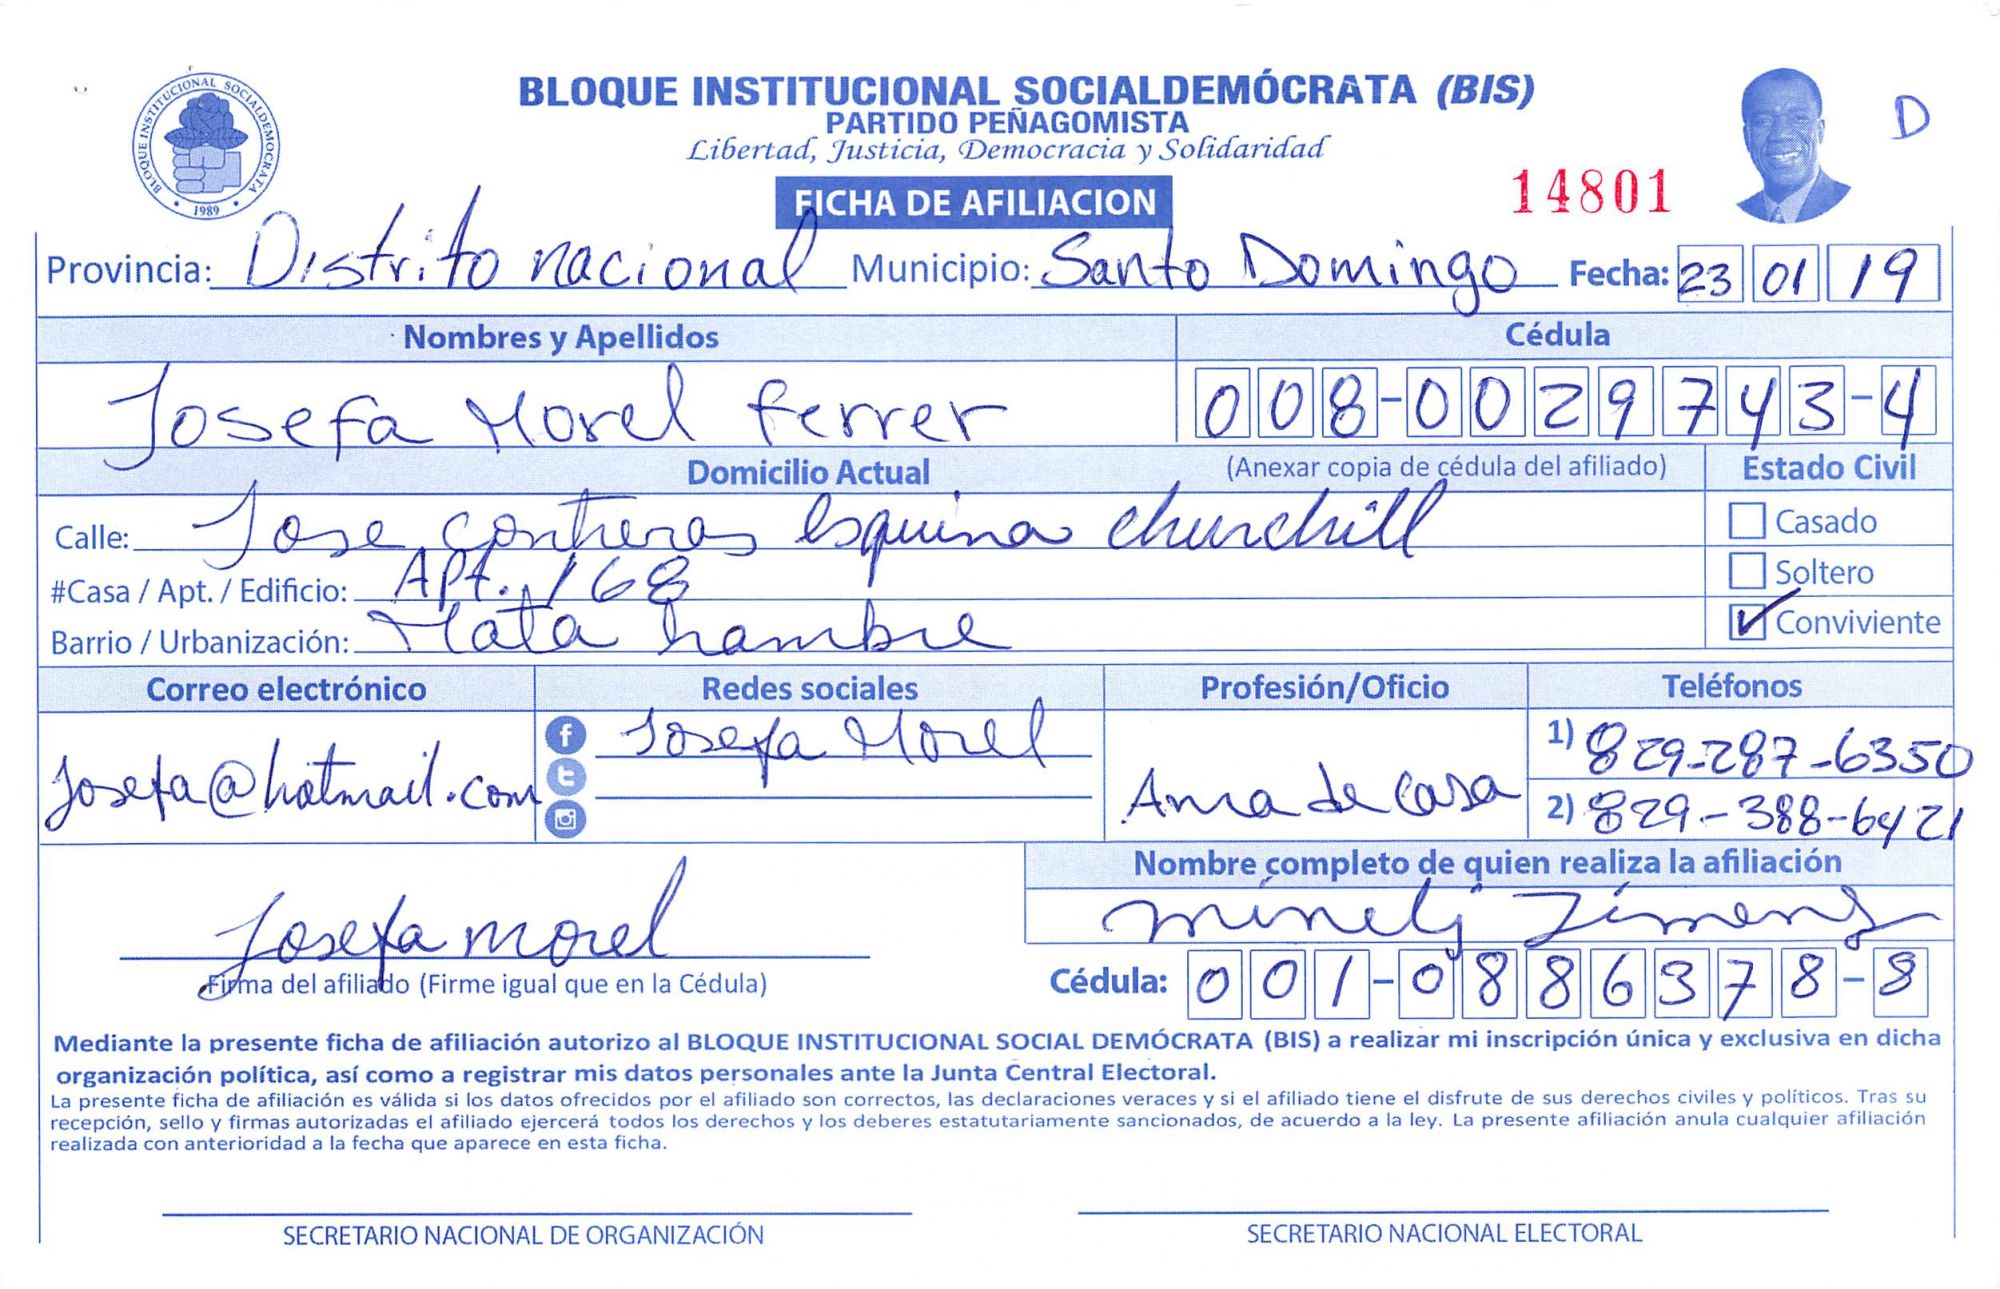 BLOQUE INSTITUCIONAL SOCIALDEMÓCRATA (BIS)
PARTIDO PEÑAGOMISTA
Libertad, Justicia, Democracia y Solidaridad
BLOQUE INSTITUCIONAL SOCIALDEMOCRATA
1989
D
14801
FICHA DE AFILIACION
Provincia: Distrito nacional Municipio: Santo Domingo Fecha: 23 01 19
Nombres y Apellidos Cédula
Josefa Morel ferrer 008-0029743-4
Domicilio Actual (Anexar copia de cédula del afiliado) Estado Civil
Calle: Jose contreras esquina churchill Casado
#Casa / Apt. / Edificio: Apt. 168 Soltero
Barrio / Urbanización: Mata hambre Conviviente
Correo electrónico Redes sociales Profesión/Oficio Teléfonos
Josefa@hotmail.com Josefa Morel Ama de casa 1) 829-287-6350
2) 829-388-6421
Nombre completo de quien realiza la afiliación
Josefa morel minelj Jimenz
Firma del afiliado (Firme igual que en la Cédula) Cédula: 001-0886378-8
Mediante la presente ficha de afiliación autorizo al BLOQUE INSTITUCIONAL SOCIAL DEMÓCRATA (BIS) a realizar mi inscripción única y exclusiva en dicha
organización política, así como a registrar mis datos personales ante la Junta Central Electoral.
La presente ficha de afiliación es válida si los datos ofrecidos por el afiliado son correctos, las declaraciones veraces y si el afiliado tiene el disfrute de sus derechos civiles y políticos. Tras su
recepción, sello y firmas autorizadas el afiliado ejercerá todos los derechos y los deberes estatutariamente sancionados, de acuerdo a la ley. La presente afiliación anula cualquier afiliación
realizada con anterioridad a la fecha que aparece en esta ficha.
SECRETARIO NACIONAL DE ORGANIZACIÓN SECRETARIO NACIONAL ELECTORAL